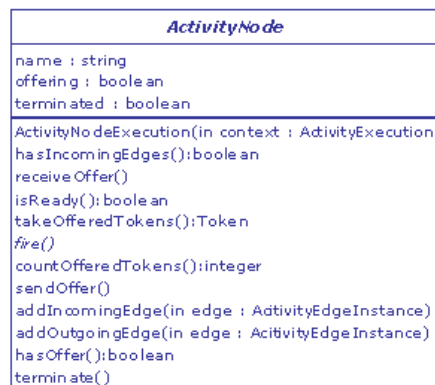 ActivityNode
name : string
offering : boolean
terminated : boolean
ActivityNodeExecution(in context : ActivityExecution
hasIncomingEdges():boolean
receiveOffer()
isReady():boolean
takeOfferedTokens():Token
fire()
countOfferedTokens():integer
sendOffer()
addIncomingEdge(in edge : AcitivityEdgeInstance)
addOutgoingEdge(in edge : AcitivityEdgeInstance)
hasOffer():boolean
terminate()